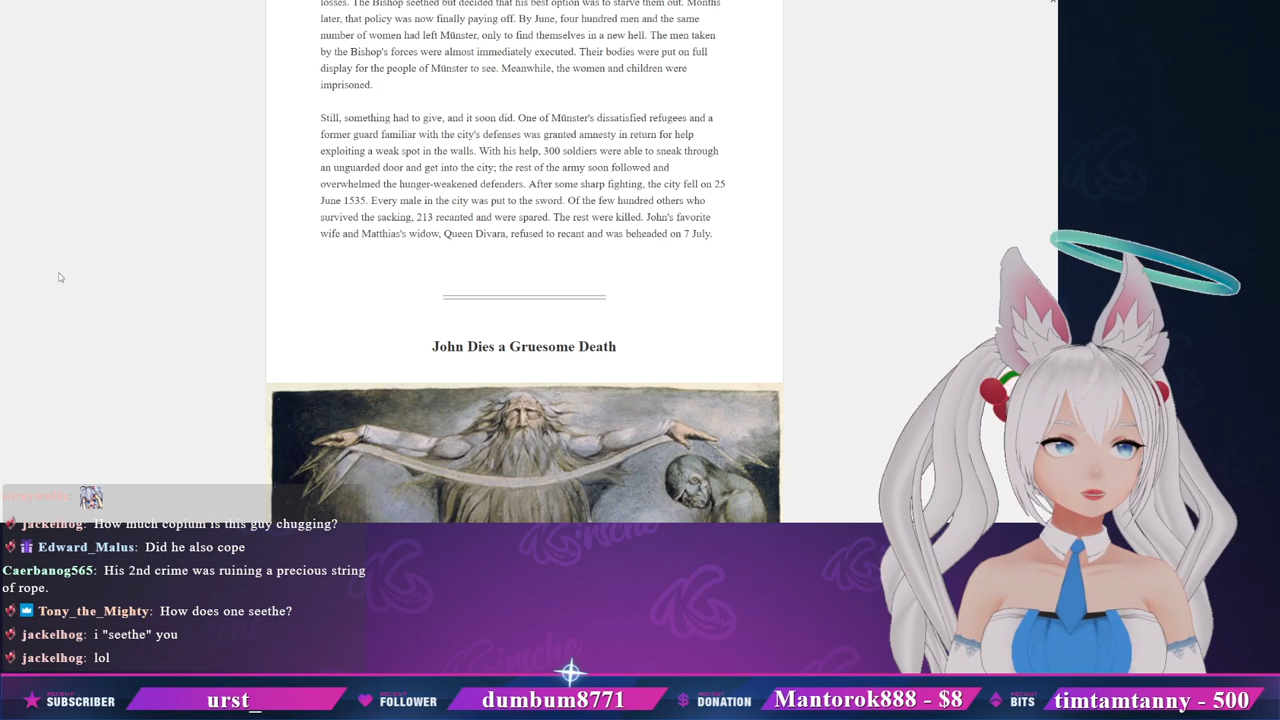 losses. The Bishop seethed but decided that his best option was to starve them out. Months
later, that policy was now finally paying off. By June, four hundred men and the same
number of women had left Münster, only to find themselves in a new hell. The men taken
by the Bishop's forces were almost immediately executed. Their bodies were put on full
display for the people of Münster to see. Meanwhile, the women and children were
imprisoned.
Still, something had to give, and it soon did. One of Münster's dissatisfied refugees and a
former guard familiar with the city's defenses was granted amnesty in return for help
exploiting a weak spot in the walls. With his help, 300 soldiers were able to sneak through
an unguarded door and get into the city; the rest of the army soon followed and
overwhelmed the hunger-weakened defenders. After some sharp fighting, the city fell on 25
June 1535. Every male in the city was put to the sword. Of the few hundred others who
survived the sacking, 213 recanted and were spared. The rest were killed. John's favorite
wife and Matthias's widow, Queen Divara, refused to recant and was beheaded on 7 July.
John Dies a Gruesome Death
jackelhog: How much copium is this guy chugging?
Edward_Malus: Did he also cope
Caerbanog565: His 2nd crime was ruining a precious string
of rope.
Tony_the_Mighty: How does one seethe?
jackelhog: i "seethe" you
jackelhog: lol
RECENT SUBSCRIBER urst_ RECENT FOLLOWER dumbum8771 RECENT DONATION Mantorok888 - $8 RECENT BITS timtamtanny - 500